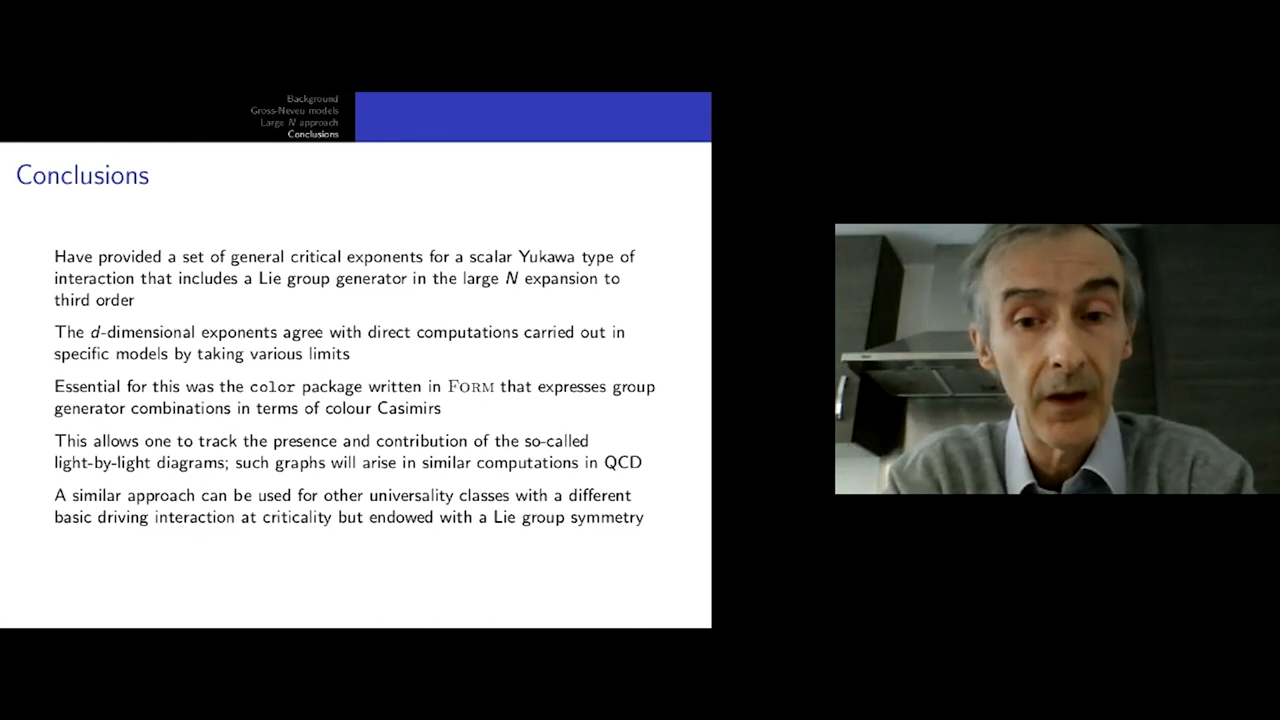 Background
Gross-Neveu models
Large N approach
Conclusions
Conclusions
Have provided a set of general critical exponents for a scalar Yukawa type of
interaction that includes a Lie group generator in the large N expansion to
third order
The d-dimensional exponents agree with direct computations carried out in
specific models by taking various limits
Essential for this was the color package written in FORM that expresses group
generator combinations in terms of colour Casimirs
This allows one to track the presence and contribution of the so-called
light-by-light diagrams; such graphs will arise in similar computations in QCD
A similar approach can be used for other universality classes with a different
basic driving interaction at criticality but endowed with a Lie group symmetry